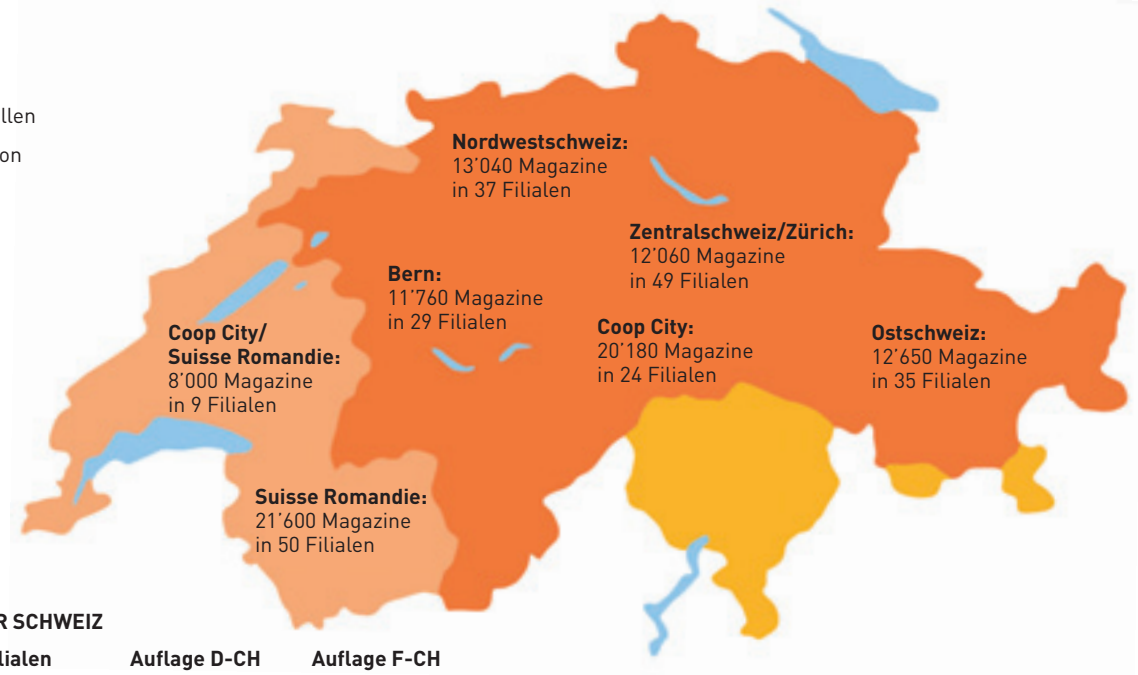 llen
on
Nordwestschweiz:
13'040 Magazine
in 37 Filialen
Zentralschweiz/Zürich:
12'060 Magazine
in 49 Filialen
Bern:
11'760 Magazine
in 29 Filialen
Coop City:
20'180 Magazine
in 24 Filialen
Ostschweiz:
12'650 Magazine
in 35 Filialen
Coop City/
Suisse Romandie:
8'000 Magazine
in 9 Filialen
Suisse Romandie:
21'600 Magazine
in 50 Filialen
R SCHWEIZ
lialen Auflage D-CH Auflage F-CH